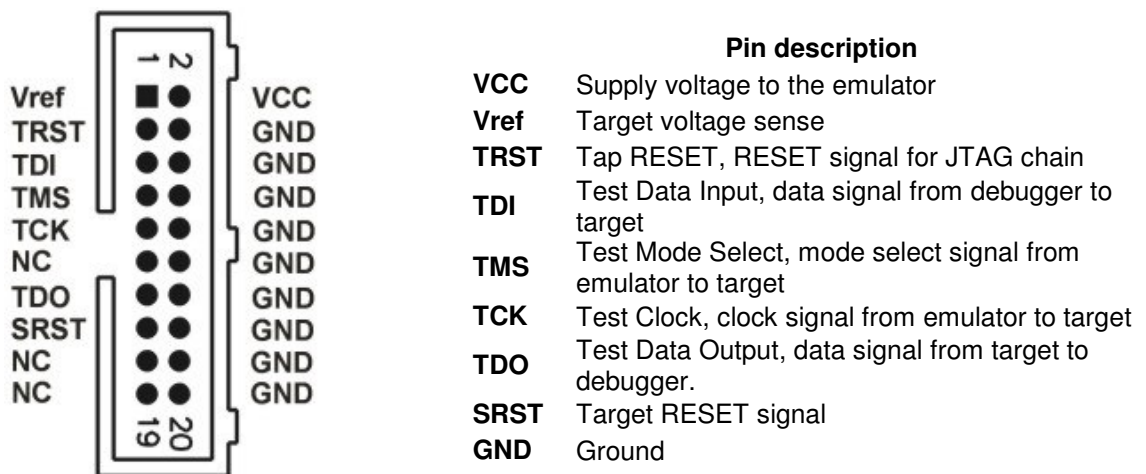 1 2
Vref VCC
TRST GND
TDI GND
TMS GND
TCK GND
NC GND
TDO GND
SRST GND
NC GND
NC GND
19 20
Pin description
VCC Supply voltage to the emulator
Vref Target voltage sense
TRST Tap RESET, RESET signal for JTAG chain
TDI Test Data Input, data signal from debugger to
target
TMS Test Mode Select, mode select signal from
emulator to target
TCK Test Clock, clock signal from emulator to target
TDO Test Data Output, data signal from target to
debugger.
SRST Target RESET signal
GND Ground